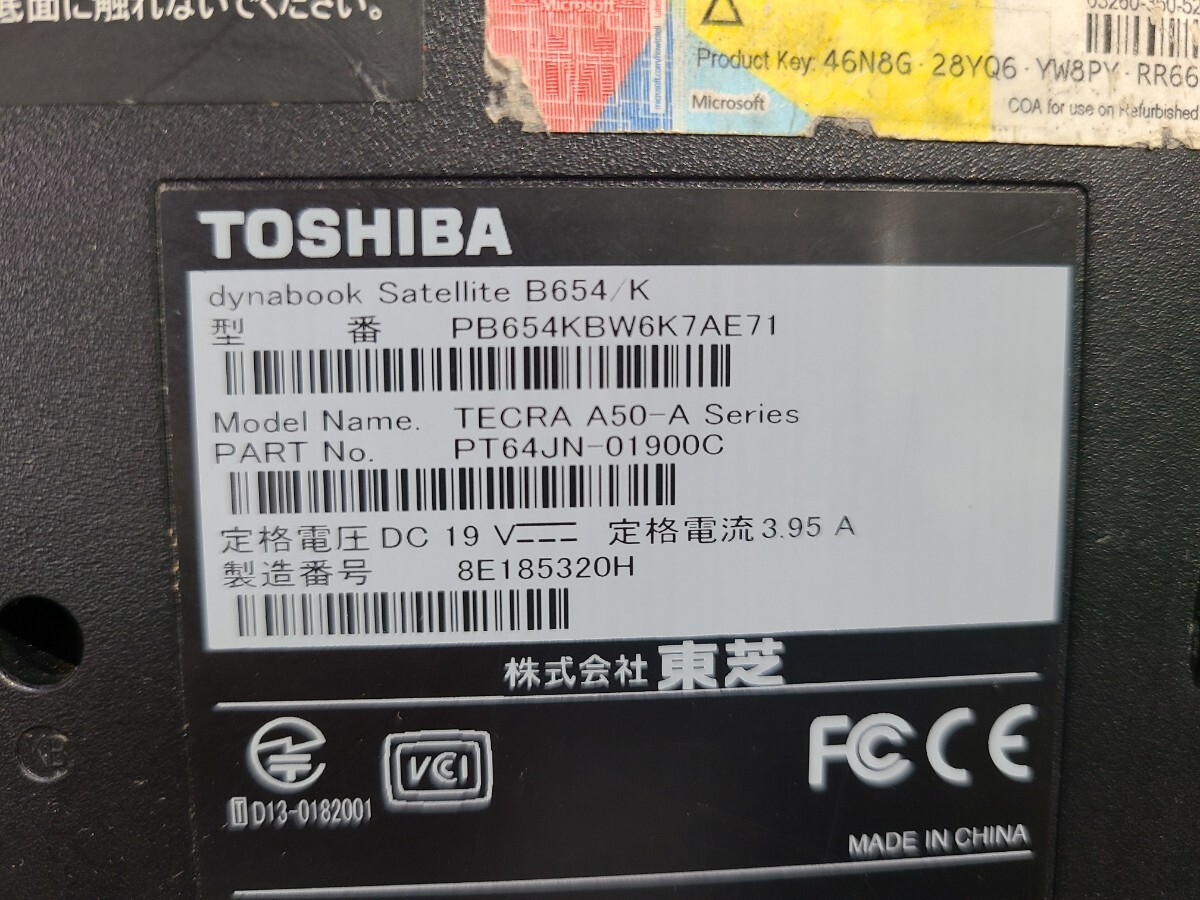 底面に触れないでください。
Microsoft
Product Key: 46N8G-28YQ6-YW8PY-RR66
Microsoft
COA for use on Refurbished
TOSHIBA
dynabook Satellite B654/K
型 番 PB654KBW6K7AE71
Model Name. TECRA A50-A Series
PART No. PT64JN-01900C
定格電圧 DC 19 V 定格電流 3.95 A
製造番号 8E185320H
株式会社 東芝
VCI
FC CE
T D13-0182001
MADE IN CHINA